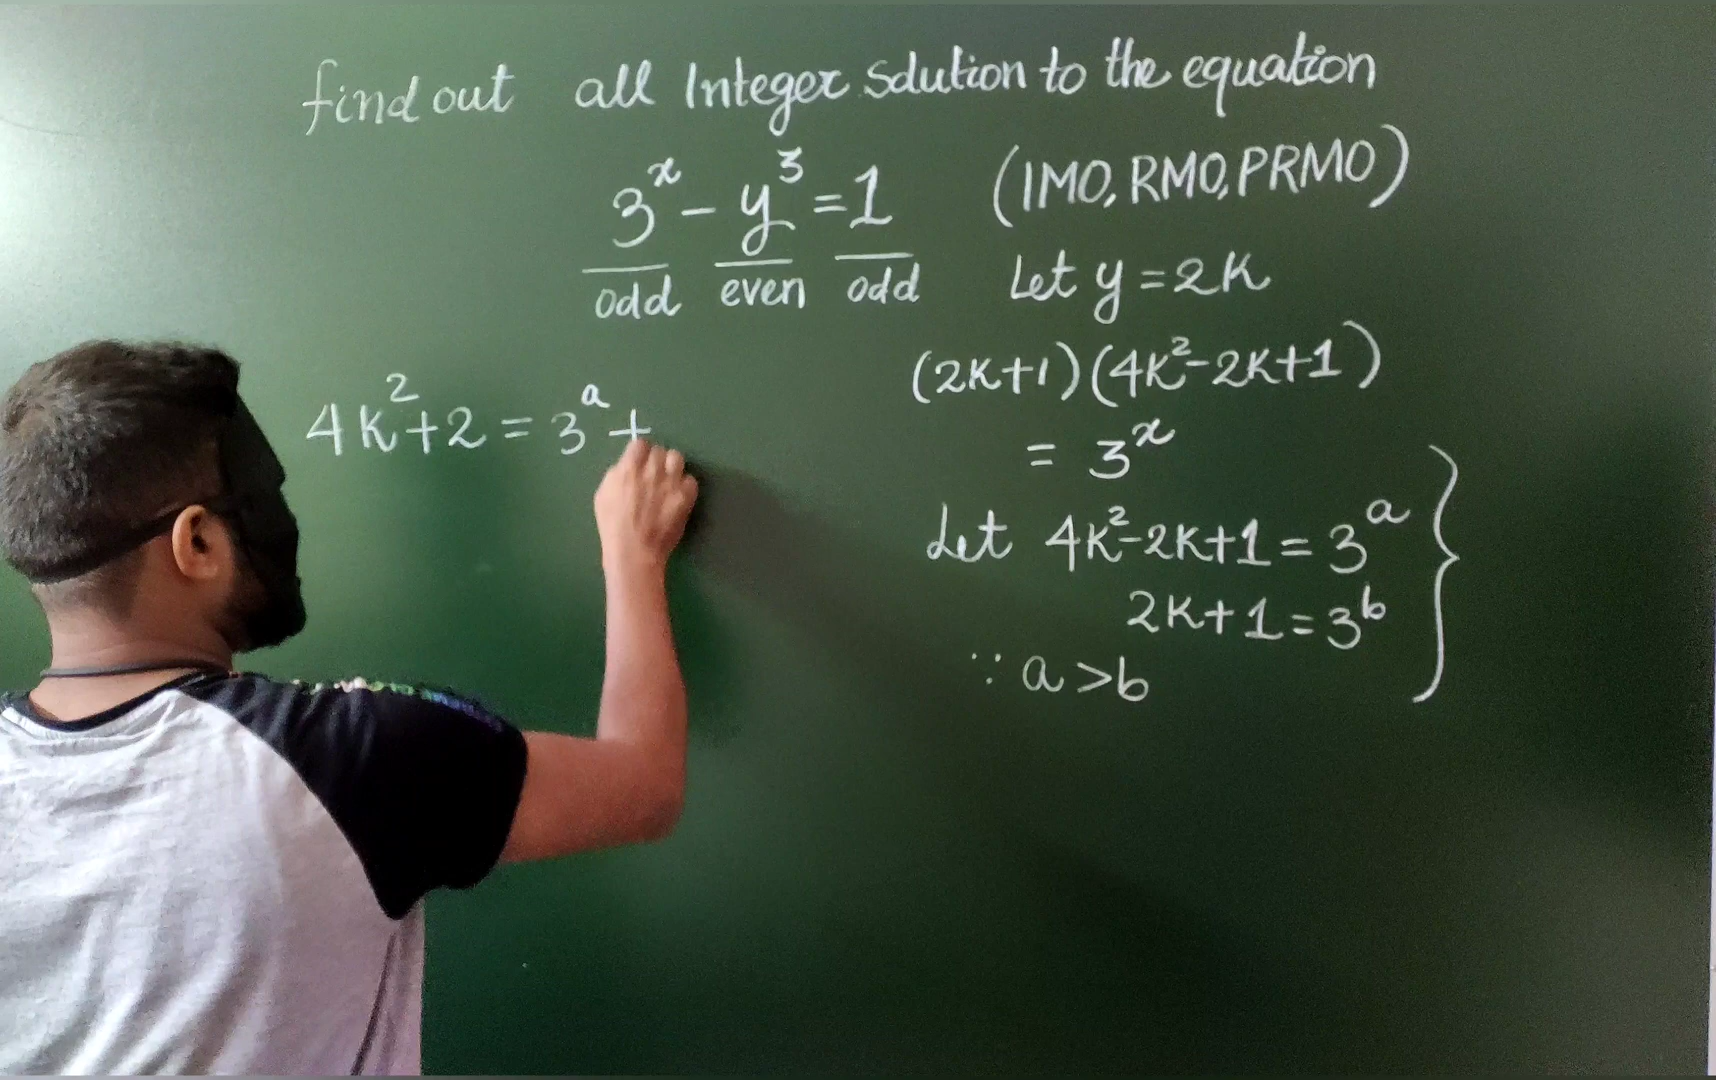 find out all Integer Solution to the equation
3^x - y^3 = 1 (IMO, RMO, PRMO)
odd even odd Let y = 2K
(2K+1)(4K^2-2K+1)
= 3^x
Let 4K^2-2K+1 = 3^a
2K+1 = 3^b
∵ a > b
4K^2+2 = 3^a +